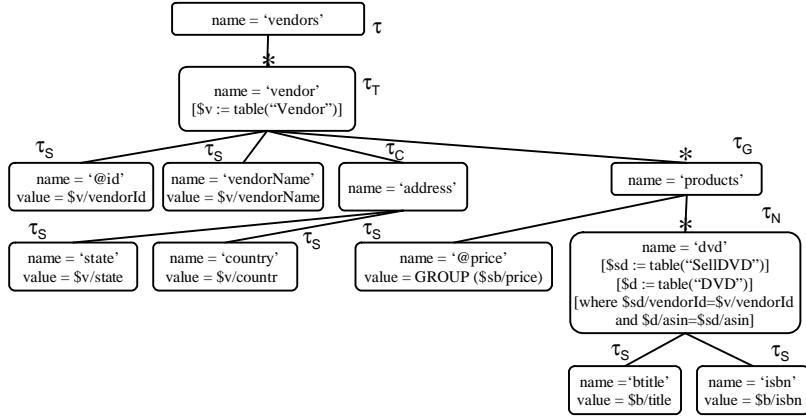 name = ‘vendors’
τ
*
name = ‘vendor’
[$v := table(“Vendor”)]
τT
τS
name = ‘@id’
value = $v/vendorId
τS
name = ‘vendorName’
value = $v/vendorName
τC
name = ‘address’
τG
*
name = ‘products’
τS
name = ‘state’
value = $v/state
τS
name = ‘country’
value = $v/countr
τS
name = ‘@price’
value = GROUP ($sb/price)
τN
*
name = ‘dvd’
[$sd := table(“SellDVD”)]
[$d := table(“DVD”)]
[where $sd/vendorId=$v/vendorId
and $d/asin=$sd/asin]
τS
name =‘btitle’
value = $b/title
τS
name = ‘isbn’
value = $b/isbn